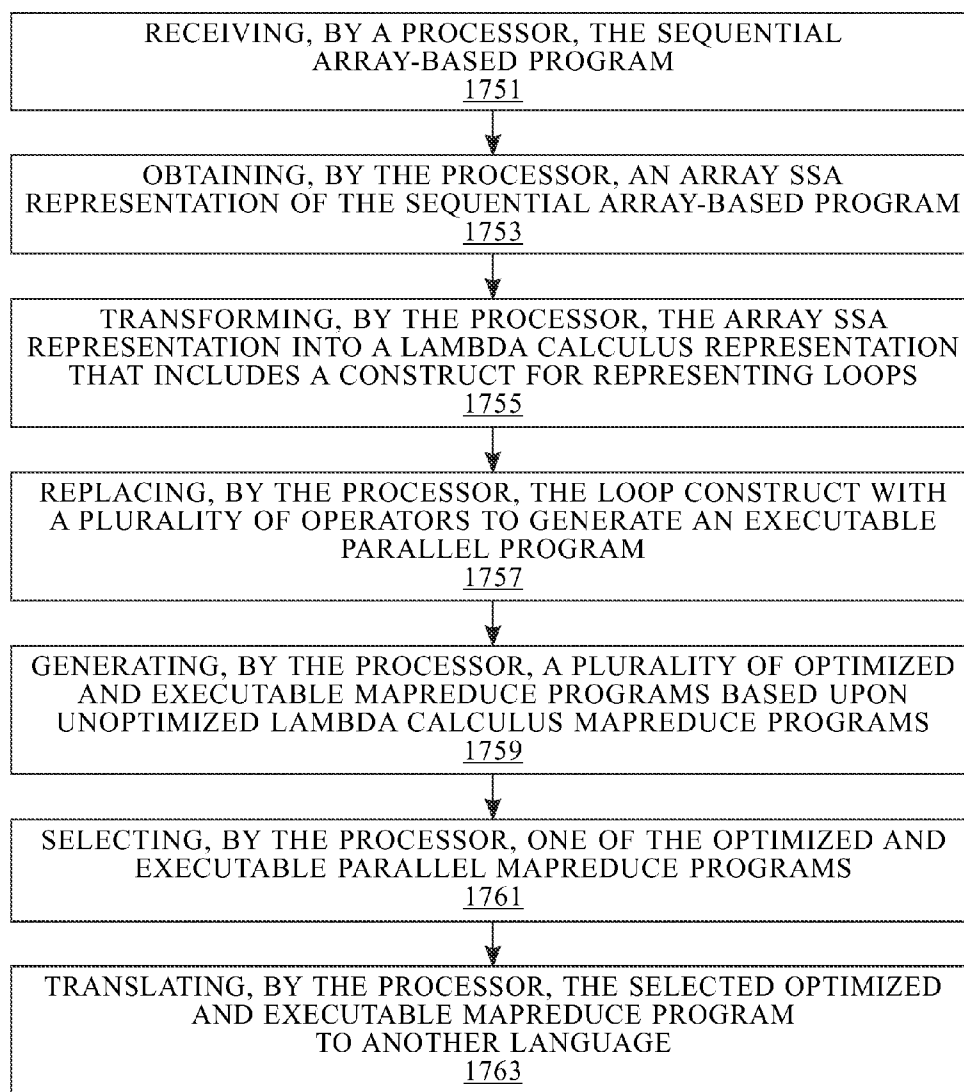 RECEIVING, BY A PROCESSOR, THE SEQUENTIAL
ARRAY-BASED PROGRAM
1751
OBTAINING, BY THE PROCESSOR, AN ARRAY SSA
REPRESENTATION OF THE SEQUENTIAL ARRAY-BASED PROGRAM
1753
TRANSFORMING, BY THE PROCESSOR, THE ARRAY SSA
REPRESENTATION INTO A LAMBDA CALCULUS REPRESENTATION
THAT INCLUDES A CONSTRUCT FOR REPRESENTING LOOPS
1755
REPLACING, BY THE PROCESSOR, THE LOOP CONSTRUCT WITH
A PLURALITY OF OPERATORS TO GENERATE AN EXECUTABLE
PARALLEL PROGRAM
1757
GENERATING, BY THE PROCESSOR, A PLURALITY OF OPTIMIZED
AND EXECUTABLE MAPREDUCE PROGRAMS BASED UPON
UNOPTIMIZED LAMBDA CALCULUS MAPREDUCE PROGRAMS
1759
SELECTING, BY THE PROCESSOR, ONE OF THE OPTIMIZED AND
EXECUTABLE PARALLEL MAPREDUCE PROGRAMS
1761
TRANSLATING, BY THE PROCESSOR, THE SELECTED OPTIMIZED
AND EXECUTABLE MAPREDUCE PROGRAM
TO ANOTHER LANGUAGE
1763